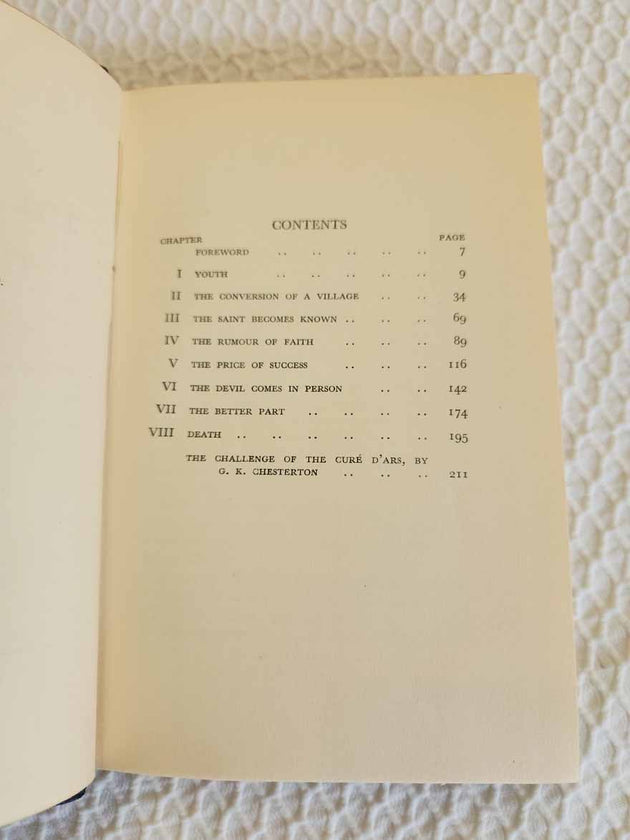 CONTENTS
CHAPTER PAGE
FOREWORD .. .. .. .. .. 7
I YOUTH .. .. .. .. .. 9
II THE CONVERSION OF A VILLAGE .. .. 34
III THE SAINT BECOMES KNOWN .. .. .. .. 69
IV THE RUMOUR OF FAITH .. .. .. 89
V THE PRICE OF SUCCESS .. .. .. 116
VI THE DEVIL COMES IN PERSON .. .. 142
VII THE BETTER PART .. .. .. .. 174
VIII DEATH .. .. .. .. .. .. 195
THE CHALLENGE OF THE CURÉ D'ARS, BY
G. K. CHESTERTON .. .. .. 211